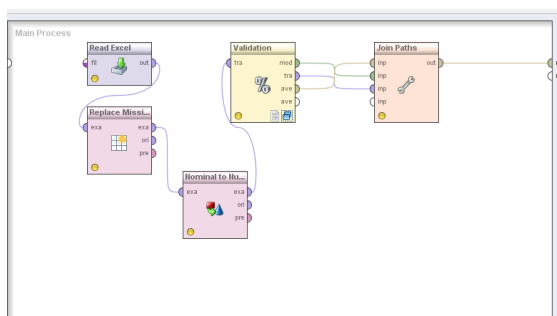 Main Process
Read Excel
fil
out
Replace Missi...
exa
exa
ori
pre
Nominal to Nu...
exa
exa
ori
pre
Validation
tra
mod
tra
ave
ave
%
Join Paths
inp
out
inp
inp
inp